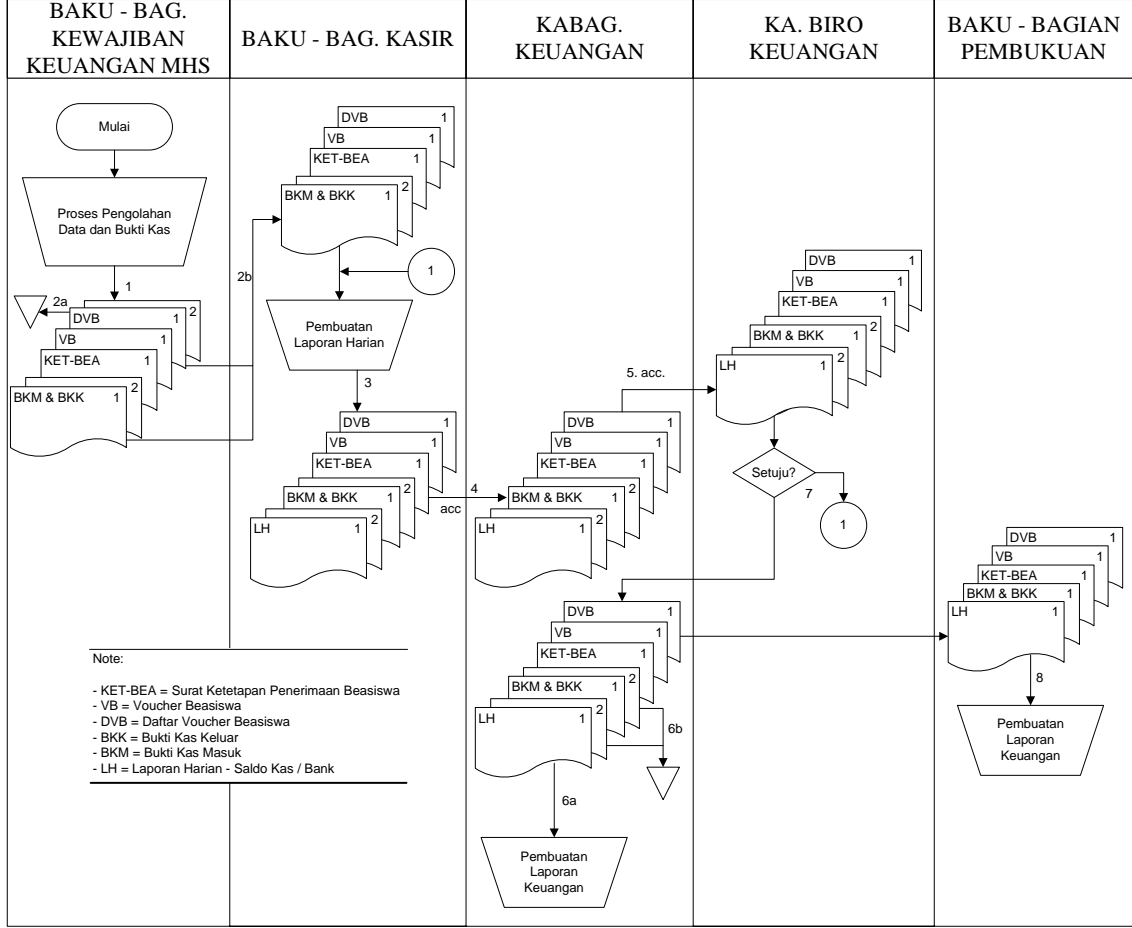 BAKU - BAG.
KEWAJIBAN
KEUANGAN MHS
BAKU - BAG. KASIR
KABAG.
KEUANGAN
KA. BIRO
KEUANGAN
BAKU - BAGIAN
PEMBUKUAN
Mulai
Proses Pengolahan
Data dan Bukti Kas
1
2a
2
DVB 1
VB 1
KET-BEA 1
2
BKM & BKK 1
2b
DVB 1
VB 1
KET-BEA 1
2
BKM & BKK 1
1
Pembuatan
Laporan Harian
3
DVB 1
VB 1
KET-BEA 1
2
BKM & BKK 1
2
LH 1
4
acc
DVB 1
VB 1
KET-BEA 1
2
BKM & BKK 1
2
LH 1
5. acc.
DVB 1
VB 1
KET-BEA 1
2
BKM & BKK 1
2
LH 1
Setuju?
7
1
DVB 1
VB 1
KET-BEA 1
2
BKM & BKK 1
2
LH 1
6b
6a
Pembuatan
Laporan
Keuangan
DVB 1
VB 1
KET-BEA 1
BKM & BKK 1
LH 1
8
Pembuatan
Laporan
Keuangan
Note:
- KET-BEA = Surat Ketetapan Penerimaan Beasiswa
- VB = Voucher Beasiswa
- DVB = Daftar Voucher Beasiswa
- BKK = Bukti Kas Keluar
- BKM = Bukti Kas Masuk
- LH = Laporan Harian - Saldo Kas / Bank